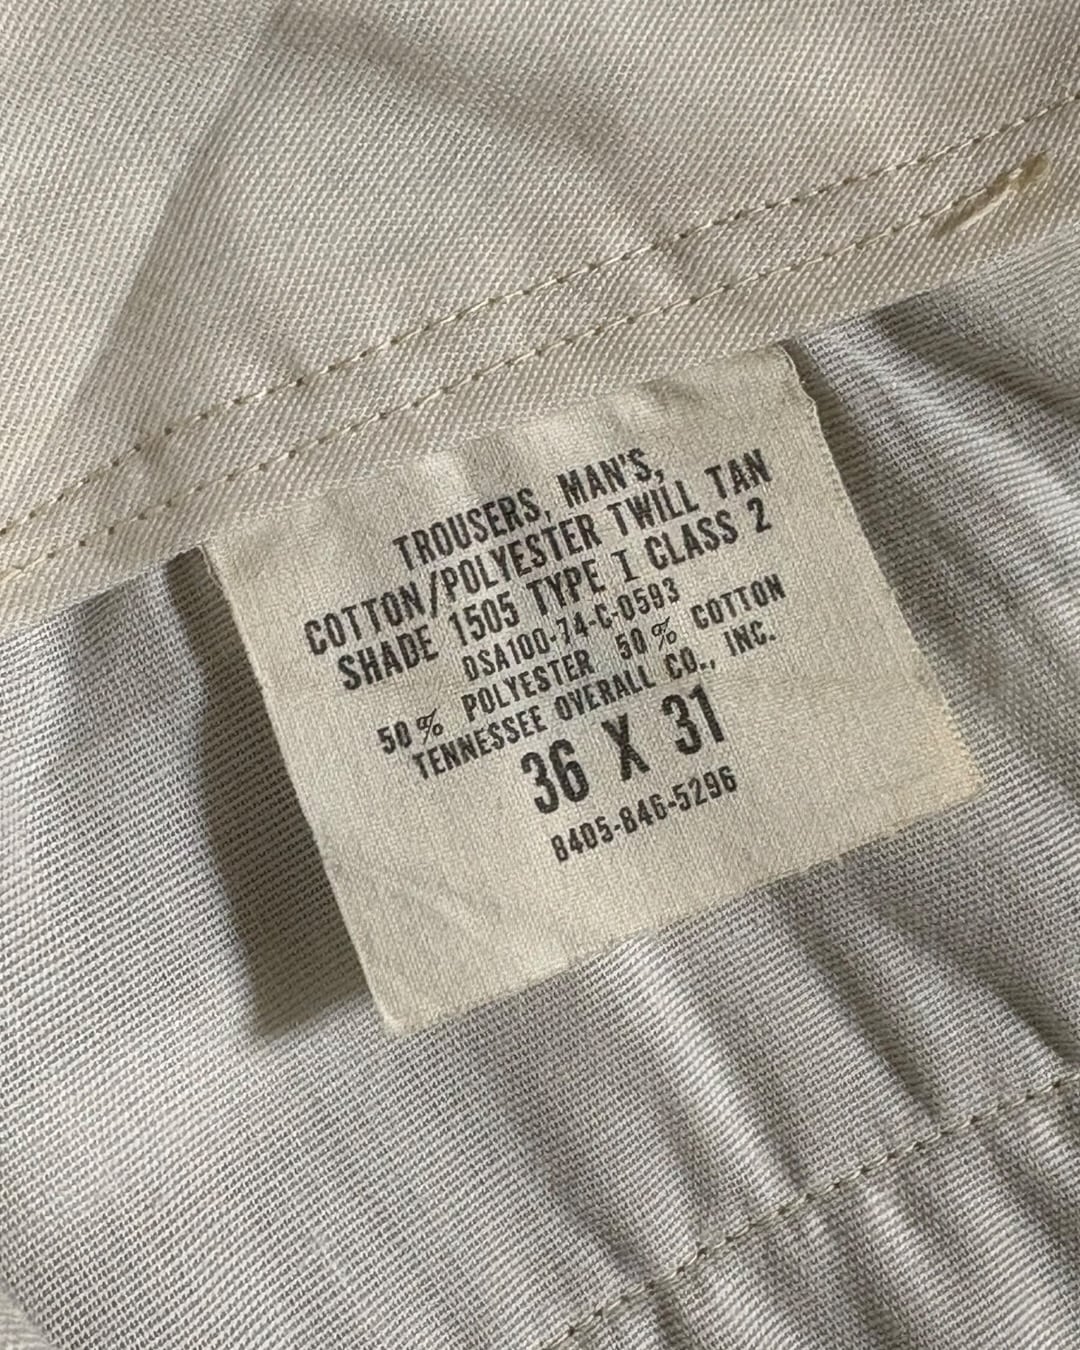 TROUSERS, MAN'S,
COTTON/POLYESTER TWILL TAN
SHADE 1505 TYPE I CLASS 2
DSA100-74-C-0593
50% POLYESTER 50% COTTON
TENNESSEE OVERALL CO., INC.
36 X 31
8405-846-5296